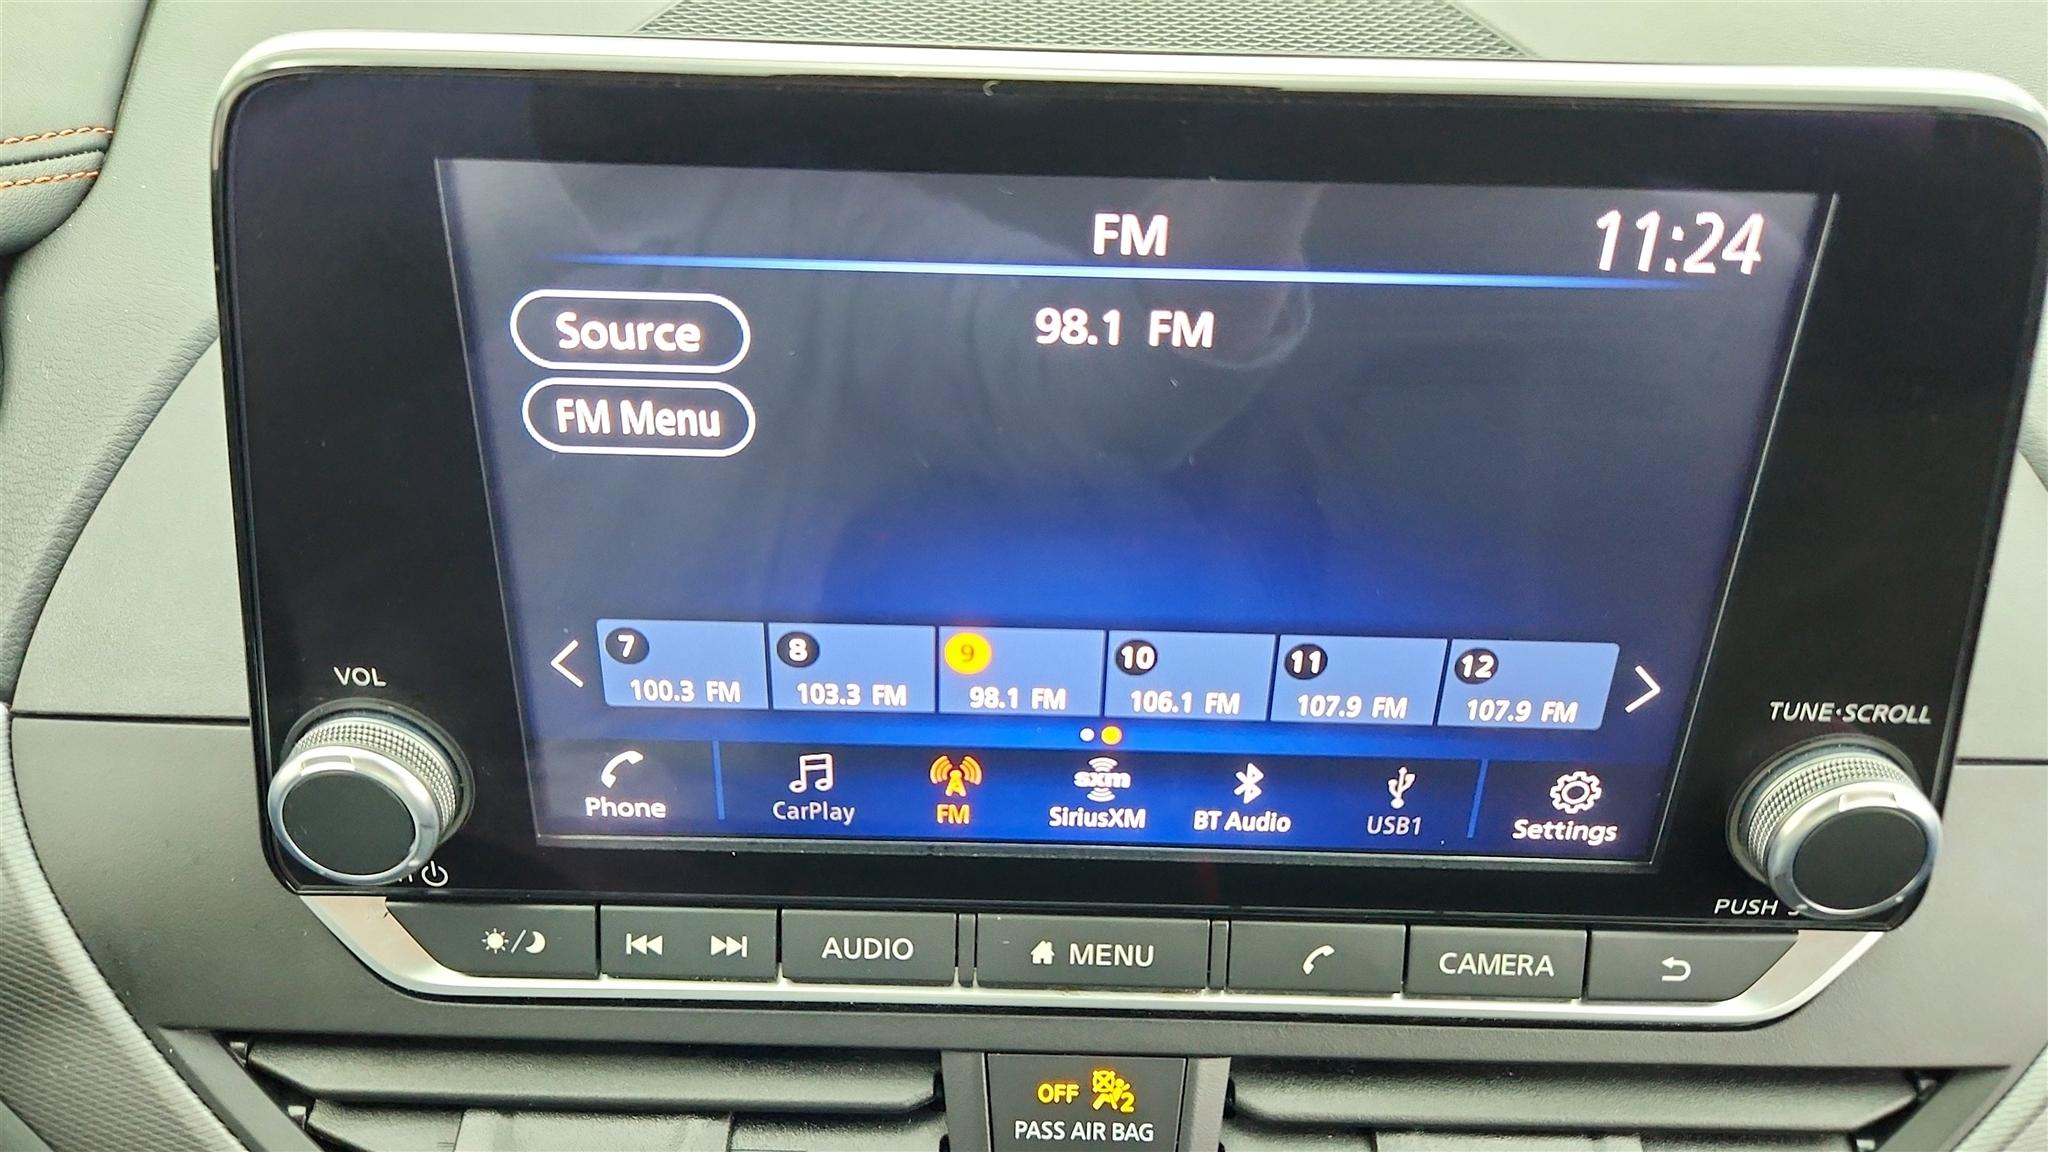 FM
11:24
Source
98.1 FM
FM Menu
7
8
9
10
11
12
100.3 FM
103.3 FM
98.1 FM
106.1 FM
107.9 FM
107.9 FM
VOL
TUNE·SCROLL
Phone
CarPlay
FM
sxm
SiriusXM
BT Audio
USB1
Settings
PUSH
AUDIO
MENU
CAMERA
OFF
2
PASS AIR BAG